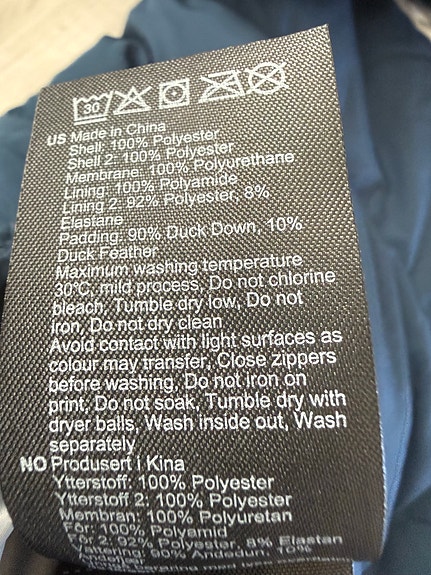 30
US Made in China
Shell: 100% Polyester
Shell 2: 100% Polyester
Membrane: 100% Polyurethane
Lining: 100% Polyamide
Lining 2: 92% Polyester, 8%
Elastane
Padding: 90% Duck Down, 10%
Duck Feather
Maximum washing temperature
30°C, mild process, Do not chlorine
bleach, Tumble dry low, Do not
iron, Do not dry clean
Avoid contact with light surfaces as
colour may transfer, Close zippers
before washing, Do not iron on
print, Do not soak, Tumble dry with
dryer balls, Wash inside out, Wash
separately
NO Produsert i Kina
Ytterstoff: 100% Polyester
Ytterstoff 2: 100% Polyester
Membran: 100% Polyuretan
Fôr: 100% Polyamid
Fôr 2: 92% Polyester, 8% Elastan
Vattering: 90% Andedun, 10%